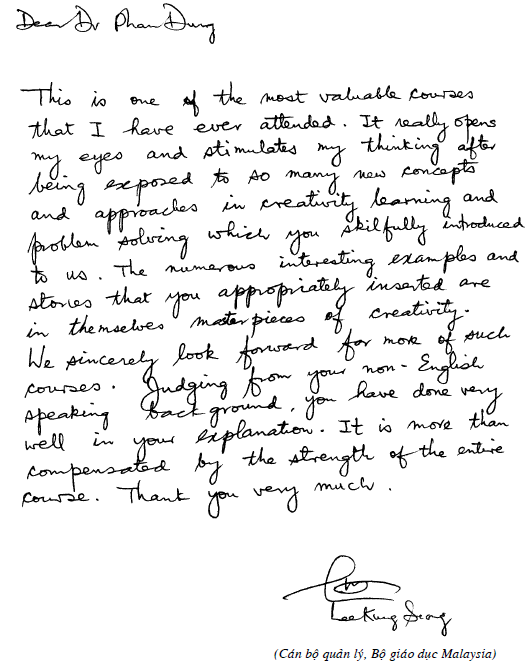 Dear Dr Phan Dung
This is one of the most valuable courses
that I have ever attended. It really opens
my eyes and stimulates my thinking after
being exposed to so many new concepts
and approaches in creativity learning and
problem solving which you skilfully introduced
to us. The numerous interesting examples and
stories that you appropriately inserted are
in themselves materpieces of creativity.
We sincerely look forward for more of such
courses. Judging from your non-English
speaking background, you have done very
well in your explanation. It is more than
compensated by the strength of the entire
course. Thank you very much.
Lee Kung Seong
(Cán bộ quản lý, Bộ giáo dục Malaysia)